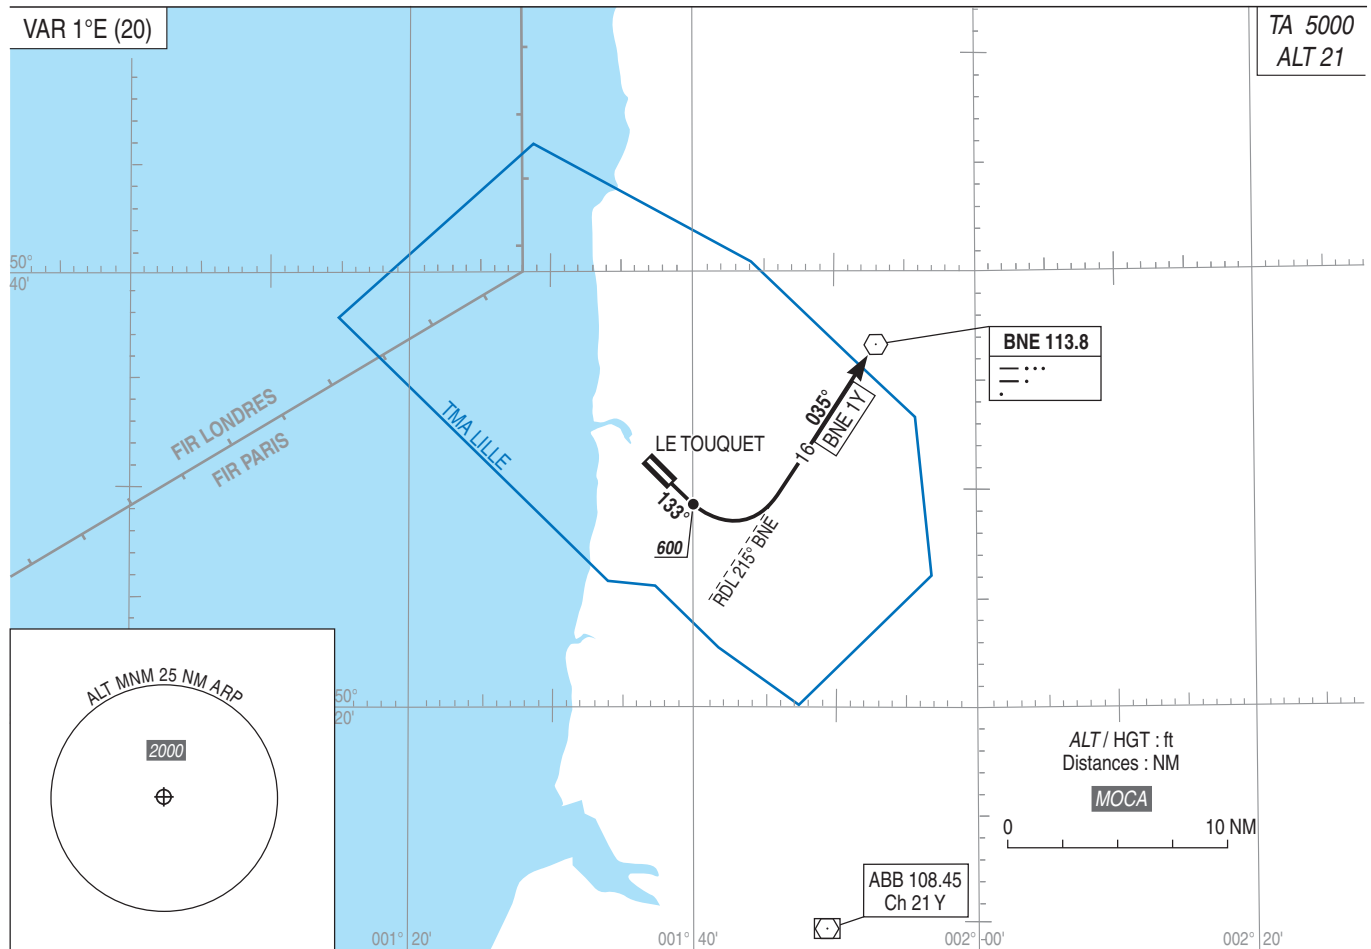 VAR 1°E (20)
TA 5000
ALT 21
50°
40'
BNE 113.8
FIR LONDRES
FIR PARIS
TMA LILLE
035°
BNE 1Y
16
LE TOUQUET
133°
600
RDL 215° BNE
ALT MNM 25 NM ARP
2000
50°
20'
ALT / HGT : ft
Distances : NM
MOCA
0 10 NM
ABB 108.45
Ch 21 Y
001° 20'
001° 40'
002° 00'
002° 20'